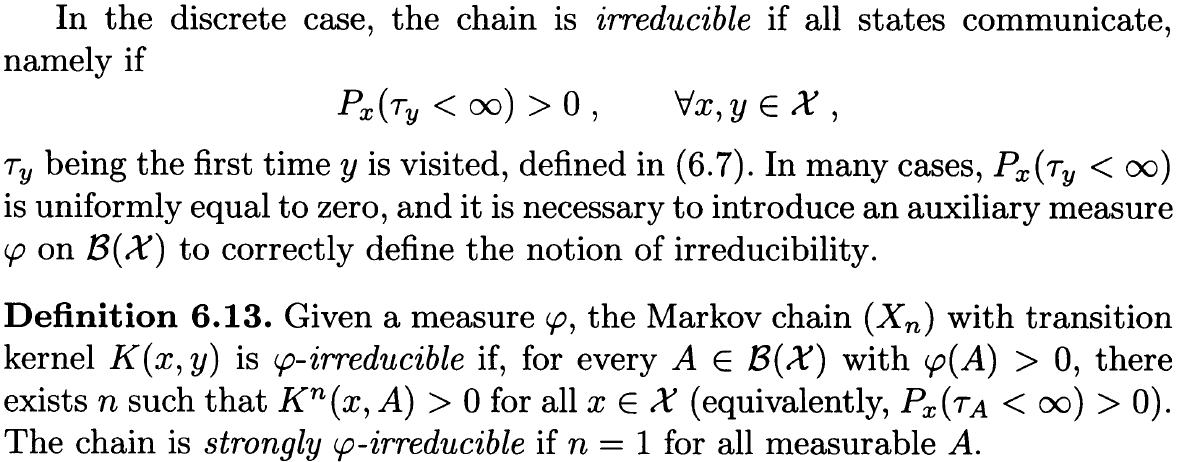 In the discrete case, the chain is irreducible if all states communicate,
namely if
P_x(τ_y < ∞) > 0 ,    ∀x, y ∈ 𝒳 ,
τ_y being the first time y is visited, defined in (6.7). In many cases, P_x(τ_y < ∞)
is uniformly equal to zero, and it is necessary to introduce an auxiliary measure
φ on ℬ(𝒳) to correctly define the notion of irreducibility.
Definition 6.13. Given a measure φ, the Markov chain (X_n) with transition
kernel K(x, y) is φ-irreducible if, for every A ∈ ℬ(𝒳) with φ(A) > 0, there
exists n such that K^n(x, A) > 0 for all x ∈ 𝒳 (equivalently, P_x(τ_A < ∞) > 0).
The chain is strongly φ-irreducible if n = 1 for all measurable A.